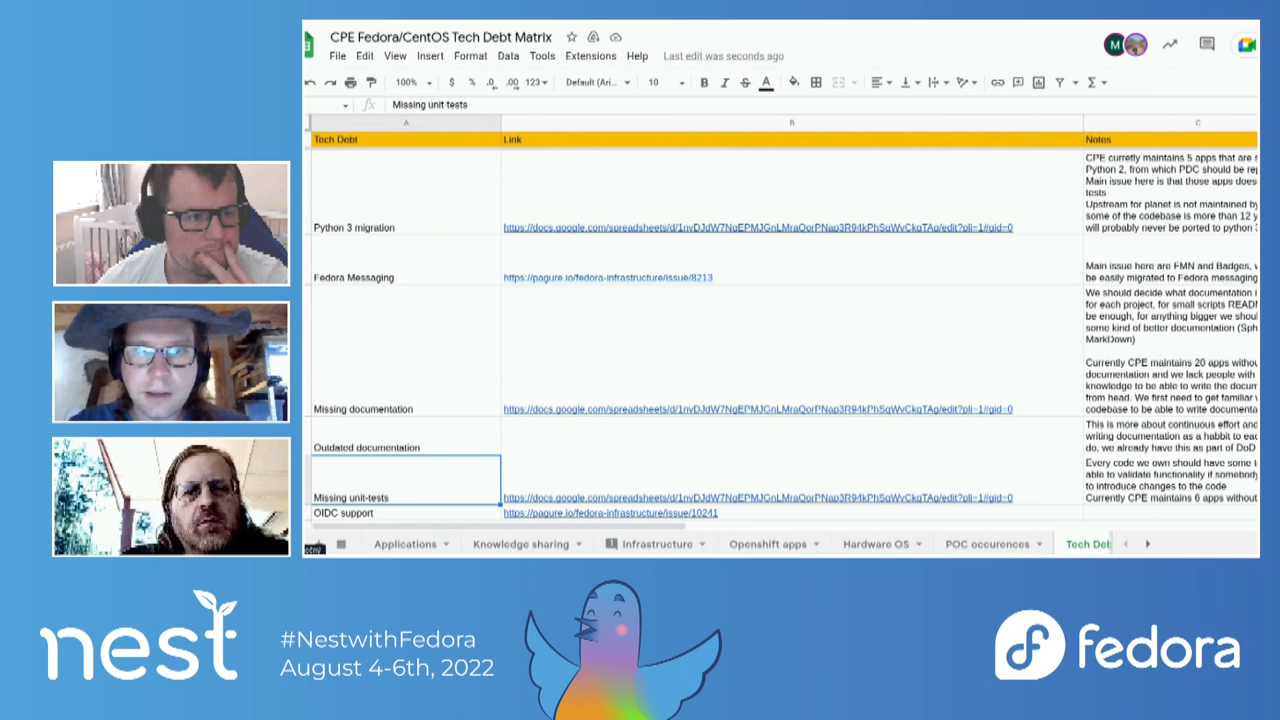 CPE Fedora/CentOS Tech Debt Matrix
File Edit View Insert Format Data Tools Extensions Help Last edit was seconds ago
M
100% $ % .0 .00 123 Default (Ari... 10 B I S A
fx Missing unit tests
A B C
Tech Debt Link Notes
CPE curretly maintains 5 apps that are
Python 2, from which PDC should be
Main issue here is that those apps does
tests
Upstream for planet is not maintained
some of the codebase is more than 12
will probably never be ported to python
Python 3 migration
Main issue here are FMN and Badges,
be easily migrated to Fedora messaging
Fedora Messaging https://pagure.io/fedora-infrastructure/issue/8213
We should decide what documentation
for each project, for small scripts
be enough, for anything bigger we
some kind of better documentation
MarkDown)
Currently CPE maintains 20 apps
documentation and we lack people with
knowledge to be able to write the
from head. We first need to get familiar
codebase to be able to write
Missing documentation
This is more about continuous effort and
writing documentation as a habbit to
do, we already have this as part of DoD
Outdated documentation
Every code we own should have some
able to validate functionality if
to introduce changes to the code
Currently CPE maintains 6 apps
Missing unit-tests
OIDC support https://pagure.io/fedora-infrastructure/issue/10241
Applications Knowledge sharing Infrastructure Openshift apps Hardware OS POC occurences Tech Deb
nest
#NestwithFedora
August 4-6th, 2022
fedora